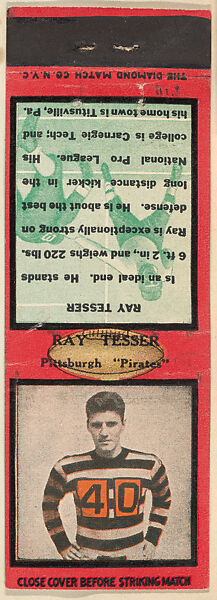 RAY TESSER
Pittsburgh "Pirates"
40
CLOSE COVER BEFORE STRIKING MATCH
RAY TESSER
Is an ideal end. He stands
6 ft. 2 in., and weighs 220 lbs.
Ray is exceptionally strong on
defense. He is about the best
long distance kicker in the
National Pro League. His
college is Carnegie Tech; and
his home town is Titusville, Pa.
THE DIAMOND MATCH CO. N.Y.C